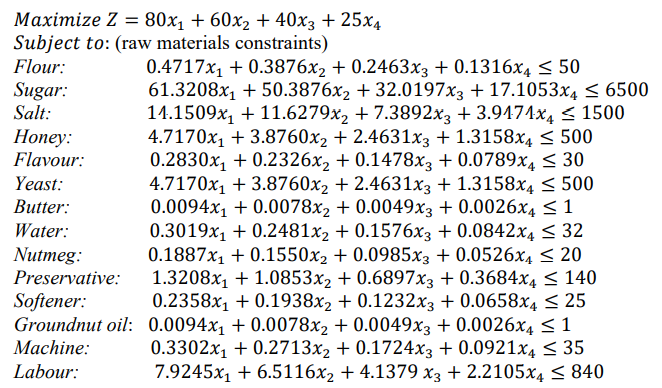 Maximize Z = 80x₁ + 60x₂ + 40x₃ + 25x₄
Subject to: (raw materials constraints)
Flour: 0.4717x₁ + 0.3876x₂ + 0.2463x₃ + 0.1316x₄ ≤ 50
Sugar: 61.3208x₁ + 50.3876x₂ + 32.0197x₃ + 17.1053x₄ ≤ 6500
Salt: 14.1509x₁ + 11.6279x₂ + 7.3892x₃ + 3.9474x₄ ≤ 1500
Honey: 4.7170x₁ + 3.8760x₂ + 2.4631x₃ + 1.3158x₄ ≤ 500
Flavour: 0.2830x₁ + 0.2326x₂ + 0.1478x₃ + 0.0789x₄ ≤ 30
Yeast: 4.7170x₁ + 3.8760x₂ + 2.4631x₃ + 1.3158x₄ ≤ 500
Butter: 0.0094x₁ + 0.0078x₂ + 0.0049x₃ + 0.0026x₄ ≤ 1
Water: 0.3019x₁ + 0.2481x₂ + 0.1576x₃ + 0.0842x₄ ≤ 32
Nutmeg: 0.1887x₁ + 0.1550x₂ + 0.0985x₃ + 0.0526x₄ ≤ 20
Preservative: 1.3208x₁ + 1.0853x₂ + 0.6897x₃ + 0.3684x₄ ≤ 140
Softener: 0.2358x₁ + 0.1938x₂ + 0.1232x₃ + 0.0658x₄ ≤ 25
Groundnut oil: 0.0094x₁ + 0.0078x₂ + 0.0049x₃ + 0.0026x₄ ≤ 1
Machine: 0.3302x₁ + 0.2713x₂ + 0.1724x₃ + 0.0921x₄ ≤ 35
Labour: 7.9245x₁ + 6.5116x₂ + 4.1379 x₃ + 2.2105x₄ ≤ 840